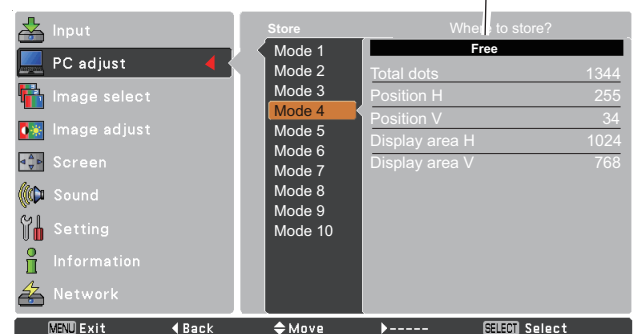 Input
PC adjust
Image select
Image adjust
Screen
Sound
Setting
Information
Network
Store
Mode 1
Mode 2
Mode 3
Mode 4
Mode 5
Mode 6
Mode 7
Mode 8
Mode 9
Mode 10
Where to store?
Free
Total dots 1344
Position H 255
Position V 34
Display area H 1024
Display area V 768
MENU Exit Back Move ----- SELECT Select